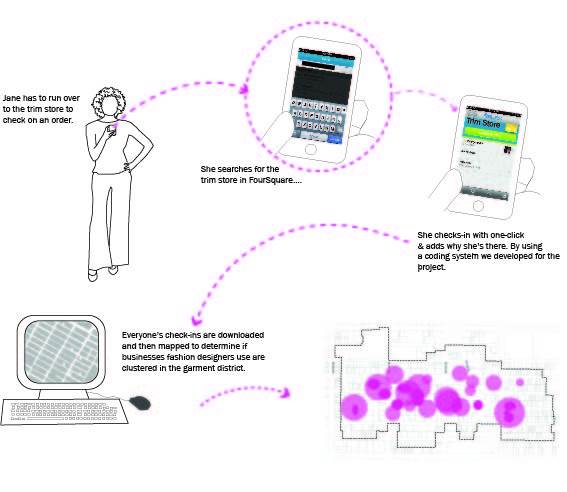 Jane has to run over
to the trim store to
check on an order.
She searches for the
trim store in FourSquare....
Trim Store
She checks-in with one-click
& adds why she's there. By using
a coding system we developed for the
project.
Everyone's check-ins are downloaded
and then mapped to determine if
businesses fashion designers use are
clustered in the garment district.